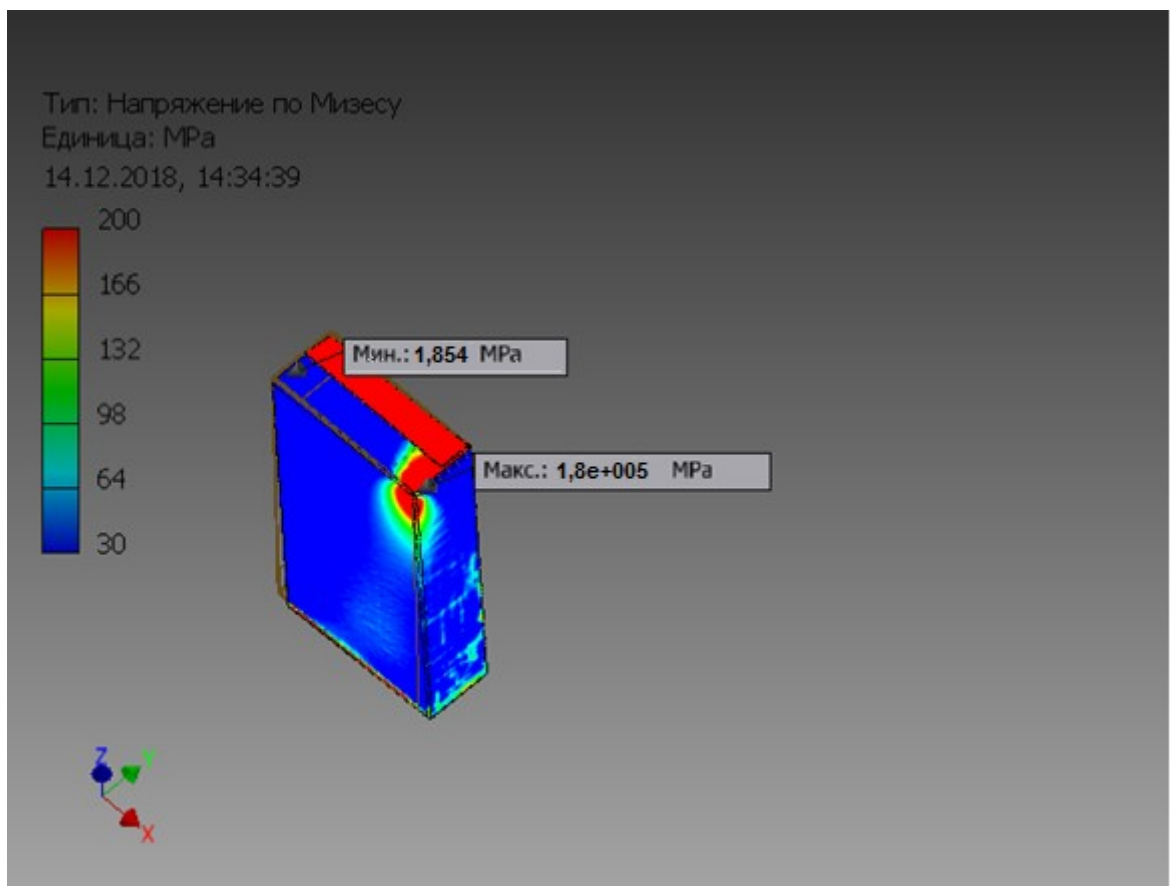 Тип: Напряжение по Мизесу
Единица: MPa
14.12.2018, 14:34:39
200
166
132
98
64
30
Мин.: 1,854 MPa
Макс.: 1,8e+005 MPa
Z
Y
X